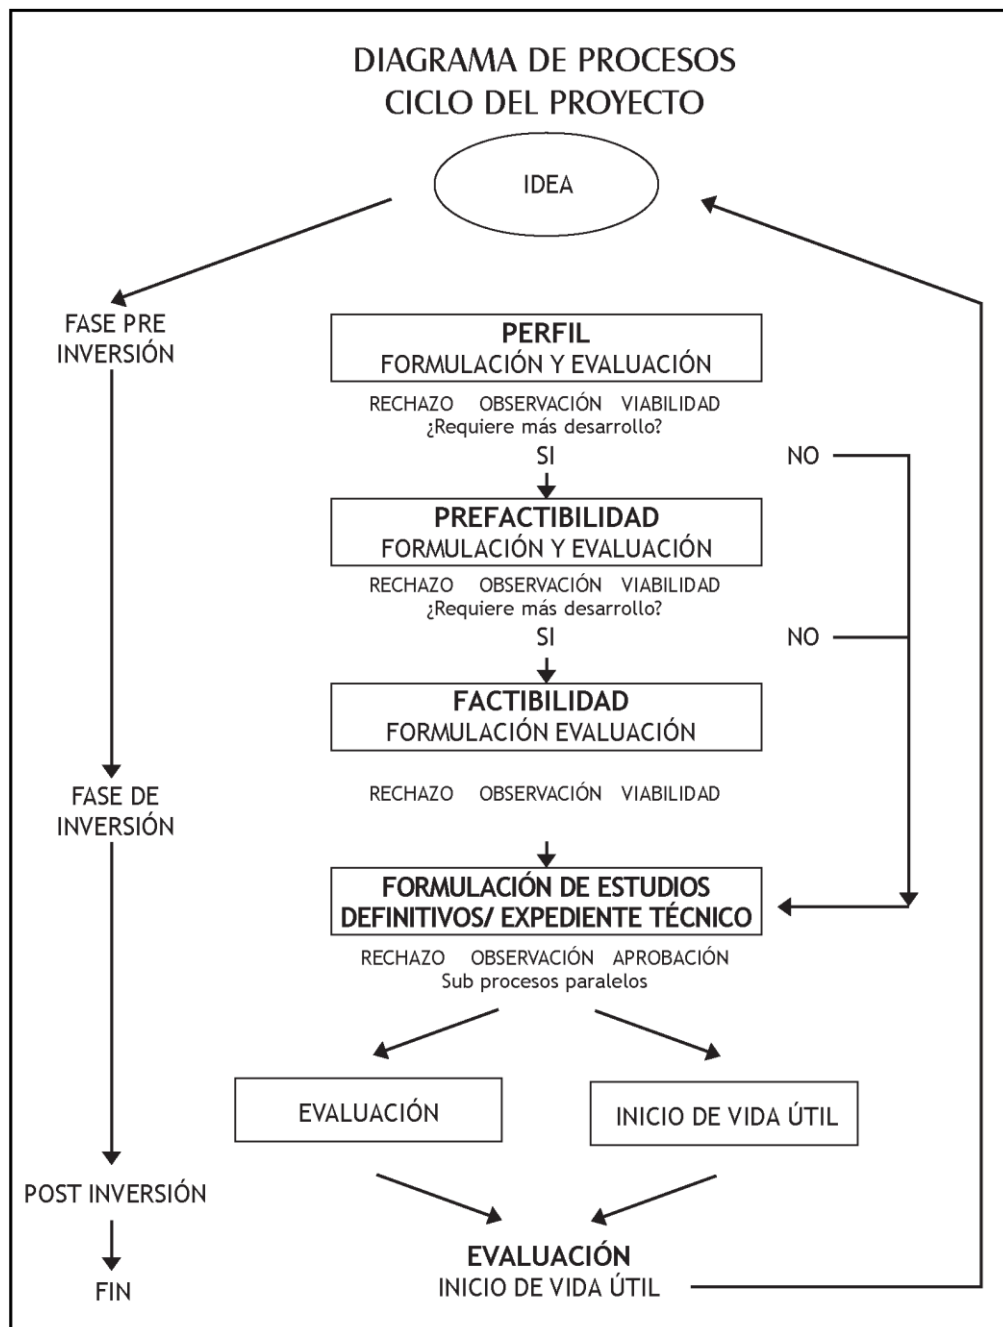 DIAGRAMA DE PROCESOS
CICLO DEL PROYECTO
IDEA
FASE PRE
INVERSIÓN
PERFIL
FORMULACIÓN Y EVALUACIÓN
RECHAZO OBSERVACIÓN VIABILIDAD
¿Requiere más desarrollo?
SI NO
PREFACTIBILIDAD
FORMULACIÓN Y EVALUACIÓN
RECHAZO OBSERVACIÓN VIABILIDAD
¿Requiere más desarrollo?
SI NO
FACTIBILIDAD
FORMULACIÓN EVALUACIÓN
FASE DE
INVERSIÓN
RECHAZO OBSERVACIÓN VIABILIDAD
FORMULACIÓN DE ESTUDIOS
DEFINITIVOS/ EXPEDIENTE TÉCNICO
RECHAZO OBSERVACIÓN APROBACIÓN
Sub procesos paralelos
EVALUACIÓN
INICIO DE VIDA ÚTIL
POST INVERSIÓN
FIN
EVALUACIÓN
INICIO DE VIDA ÚTIL